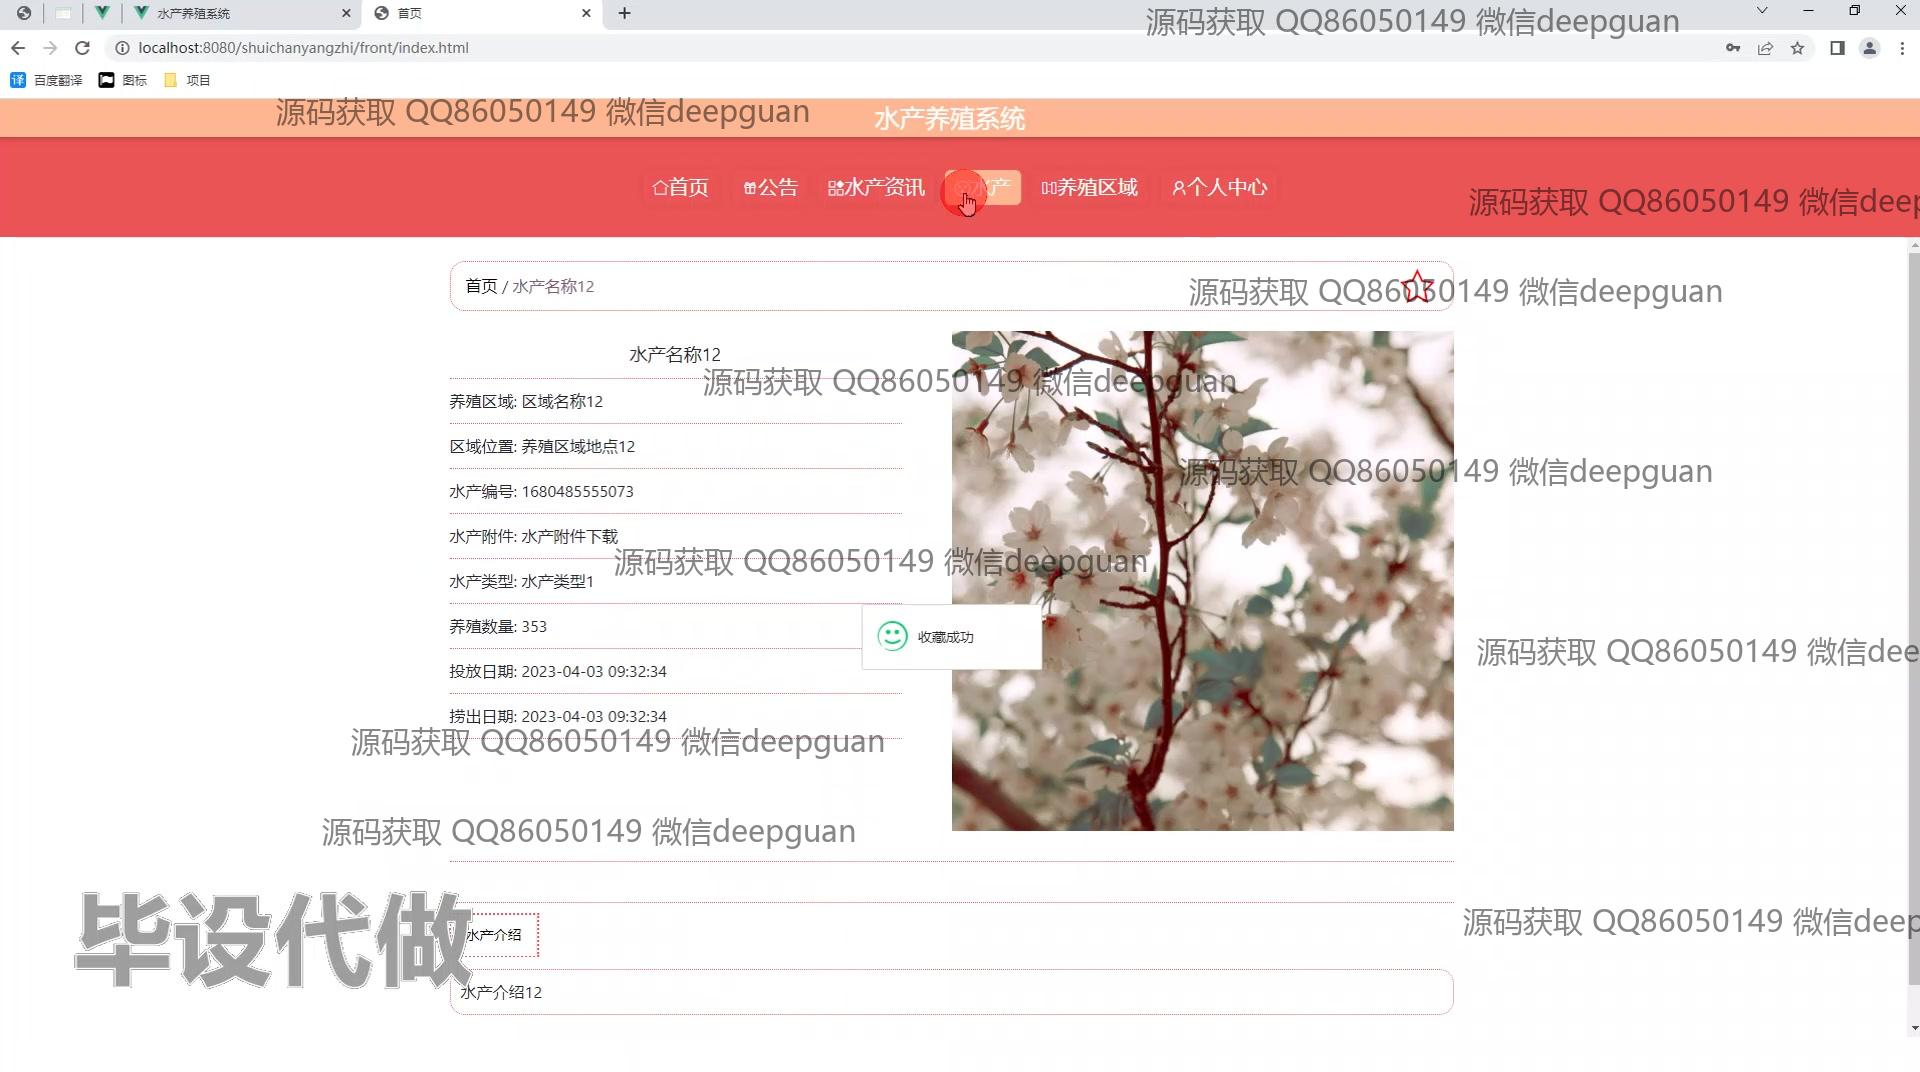 水产养殖系统
首页
源码获取 QQ86050149 微信deepguan
localhost:8080/shuichanyangzhi/front/index.html
百度翻译 图标 项目
源码获取 QQ86050149 微信deepguan
水产养殖系统
首页 公告 水产资讯 水产 养殖区域 个人中心
源码获取 QQ86050149 微信deep
首页 / 水产名称12
源码获取 QQ86050149 微信deepguan
水产名称12
源码获取 QQ86050149 微信deepguan
养殖区域: 区域名称12
区域位置: 养殖区域地点12
源码获取 QQ86050149 微信deepguan
水产编号: 1680485555073
水产附件: 水产附件下载
源码获取 QQ86050149 微信deepguan
水产类型: 水产类型1
养殖数量: 353
收藏成功
源码获取 QQ86050149 微信dee
投放日期: 2023-04-03 09:32:34
捞出日期: 2023-04-03 09:32:34
源码获取 QQ86050149 微信deepguan
源码获取 QQ86050149 微信deepguan
毕设代做
水产介绍
源码获取 QQ86050149 微信deep
水产介绍12